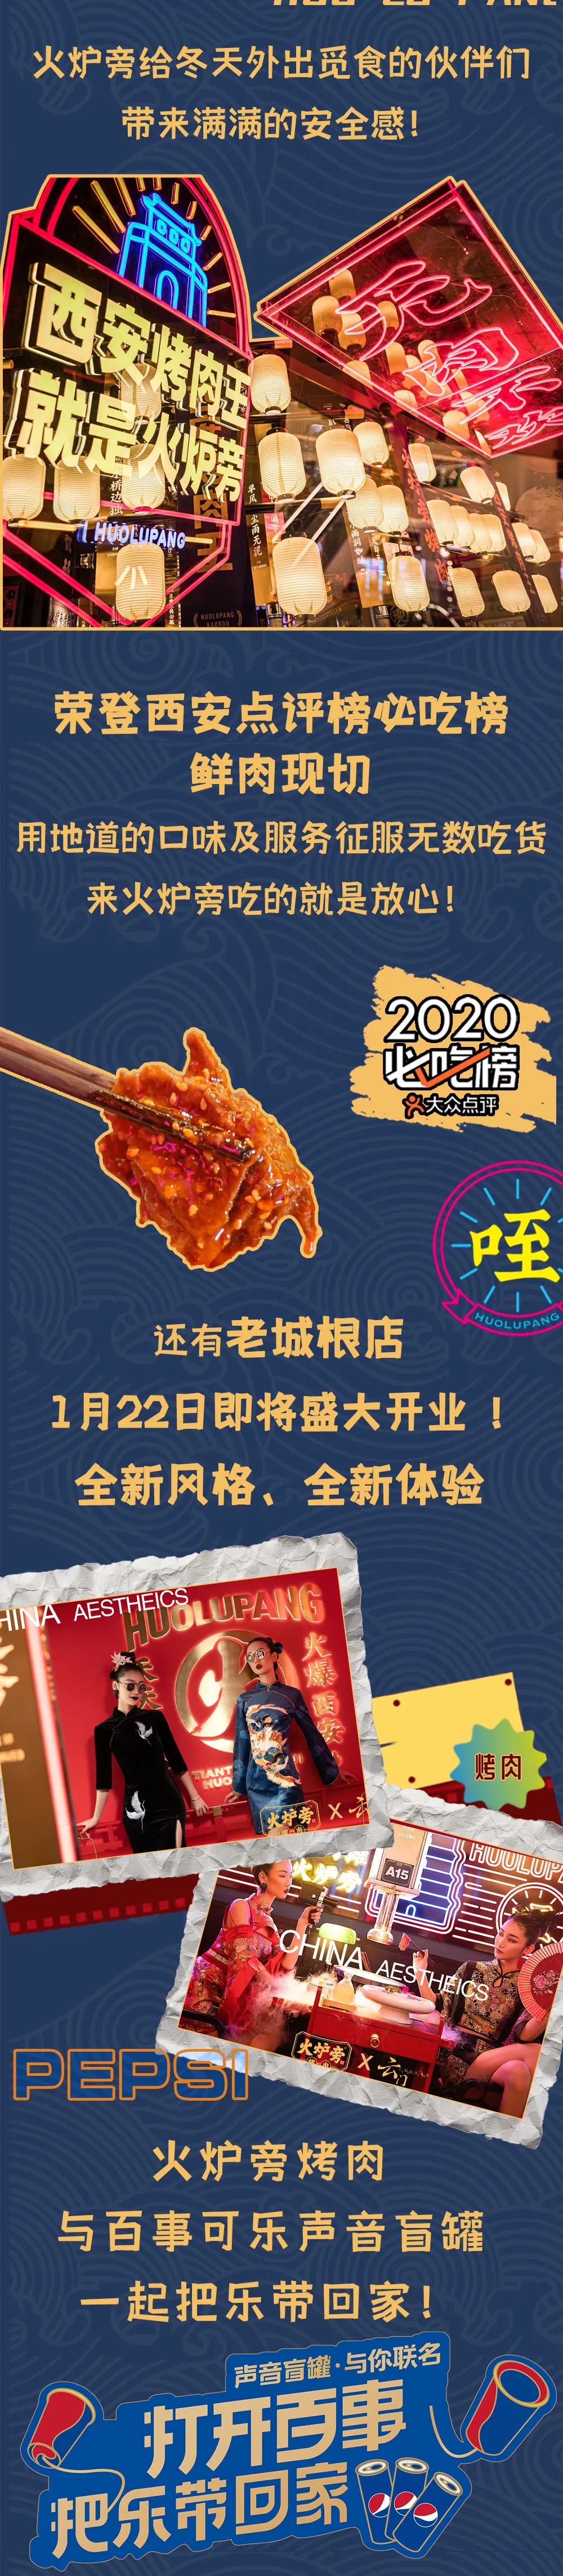 火炉旁给冬天外出觅食的伙伴们
带来满满的安全感！
西安烤肉王
就是火炉旁
HUOLUPANG
无肉不欢
荣登西安点评榜必吃榜
鲜肉现切
用地道的口味及服务征服无数吃货
来火炉旁吃的就是放心！
2020
必吃榜
大众点评
咥
HUOLUPANG
还有老城根店
1月22日即将盛大开业 ！
全新风格、全新体验
CHINA AESTHEICS
HUOLUPANG
火爆西安
火炉旁 X
烤肉
A15
CHINA AESTHEICS
火炉旁 X 云门
PEPSI
火炉旁烤肉
与百事可乐声音盲罐
一起把乐带回家！
声音盲罐·与你联名
打开百事
把乐带回家